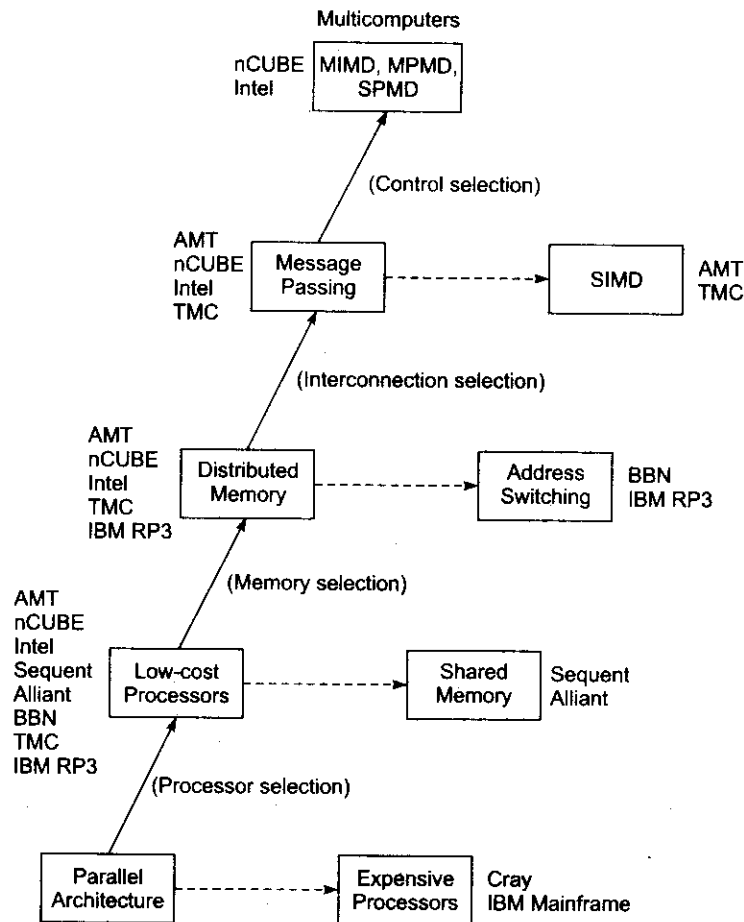 Multicomputers
nCUBE
Intel
MIMD, MPMD,
SPMD
(Control selection)
AMT
nCUBE
Intel
TMC
Message
Passing
SIMD
AMT
TMC
(Interconnection selection)
AMT
nCUBE
Intel
TMC
IBM RP3
Distributed
Memory
Address
Switching
BBN
IBM RP3
(Memory selection)
AMT
nCUBE
Intel
Sequent
Alliant
BBN
TMC
IBM RP3
Low-cost
Processors
Shared
Memory
Sequent
Alliant
(Processor selection)
Parallel
Architecture
Expensive
Processors
Cray
IBM Mainframe